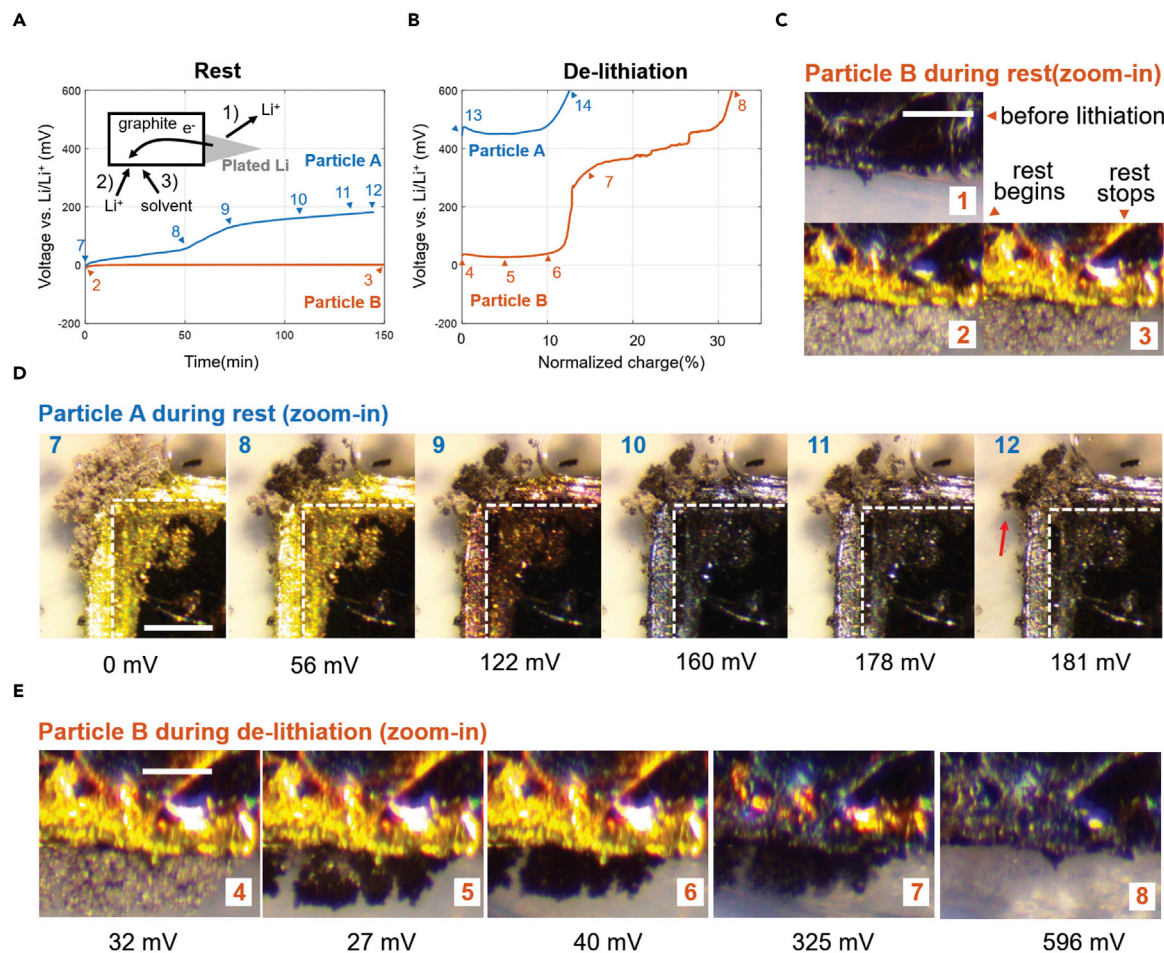 A
B
C
Rest
De-lithiation
Particle B during rest(zoom-in)
600
400
200
0
-200
Voltage vs. Li/Li⁺ (mV)
0
50
100
150
Time(min)
graphite
e⁻
1)
Li⁺
Plated Li
2)
Li⁺
3)
solvent
Particle A
7
8
9
10
11
12
2
3
Particle B
600
400
200
0
-200
Voltage vs. Li/Li⁺ (mV)
0
10
20
30
Normalized charge(%)
13
14
Particle A
8
7
4
5
6
Particle B
before lithiation
1
rest
begins
rest
stops
2
3
D
Particle A during rest (zoom-in)
7
8
9
10
11
12
0 mV
56 mV
122 mV
160 mV
178 mV
181 mV
E
Particle B during de-lithiation (zoom-in)
4
5
6
7
8
32 mV
27 mV
40 mV
325 mV
596 mV